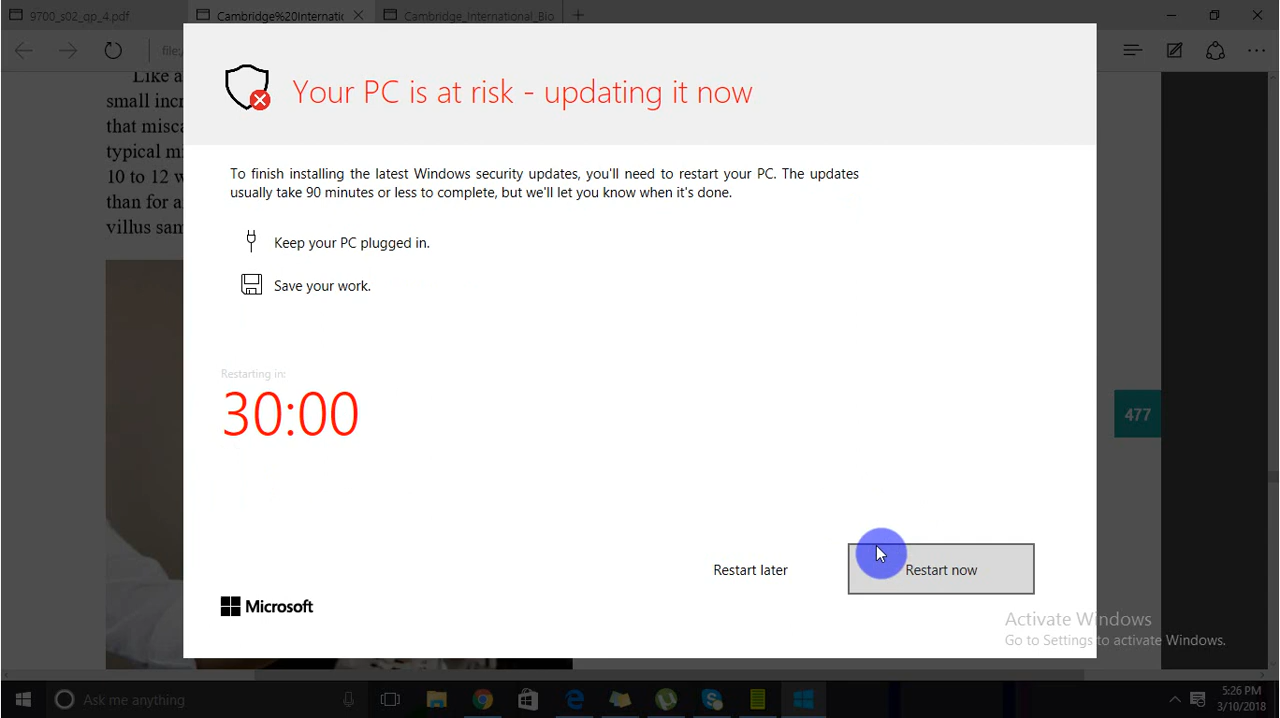 9700_s02_qp_4.pdf
Cambridge%20Internatic
Cambridge_International_Bio
file:
Like a
small incr
that misca
typical m
10 to 12 w
than for a
villus sam
Your PC is at risk - updating it now
To finish installing the latest Windows security updates, you'll need to restart your PC. The updates
usually take 90 minutes or less to complete, but we'll let you know when it's done.
Keep your PC plugged in.
Save your work.
Restarting in:
30:00
477
Restart later
Restart now
Microsoft
Activate Windows
Go to Settings to activate Windows.
Ask me anything
5:26 PM
3/10/2018